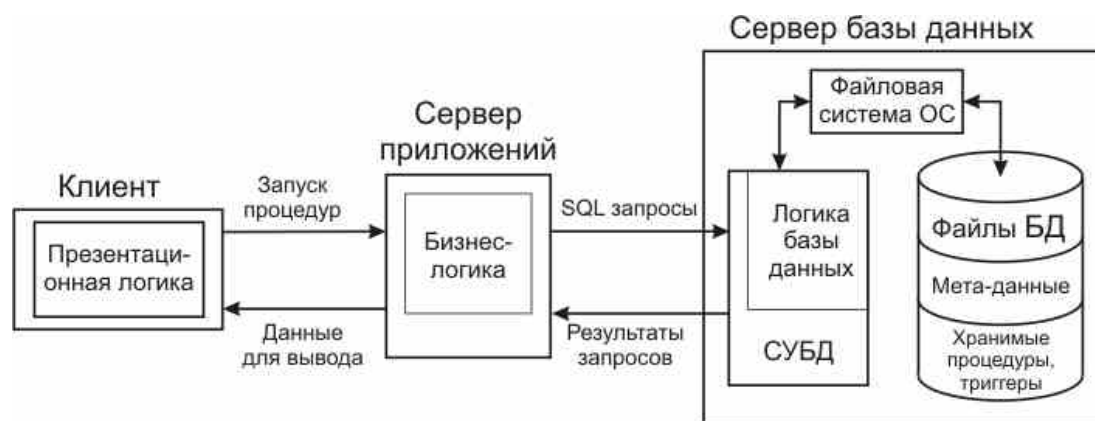 Сервер базы данных
Файловая
система ОС
Сервер
приложений
Клиент
Запуск
процедур
SQL запросы
Презентаци-
онная логика
Бизнес-
логика
Логика
базы
данных
Файлы БД
Мета-данные
Данные
для вывода
Результаты
запросов
СУБД
Хранимые
процедуры,
триггеры